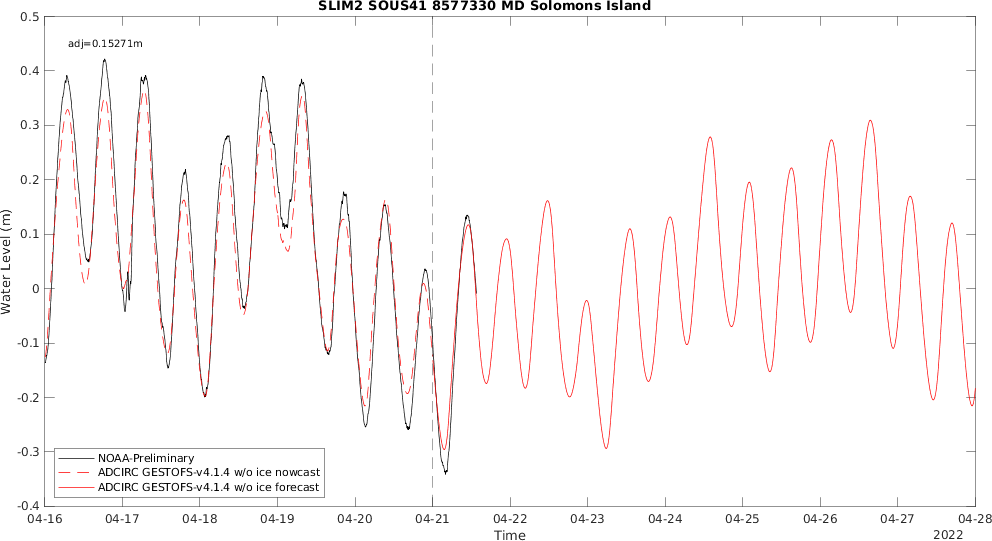 SLIM2 SOUS41 8577330 MD Solomons Island
adj=0.15271m
Water Level (m)
0.5
0.4
0.3
0.2
0.1
0
-0.1
-0.2
-0.3
-0.4
NOAA-Preliminary
ADCIRC GESTOFS-v4.1.4 w/o ice nowcast
ADCIRC GESTOFS-v4.1.4 w/o ice forecast
04-16 04-17 04-18 04-19 04-20 04-21 04-22 04-23 04-24 04-25 04-26 04-27 04-28
Time
2022